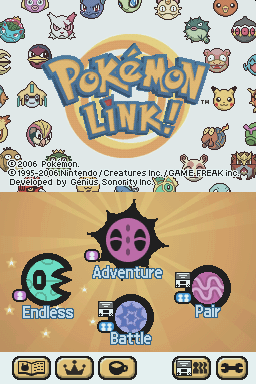 POKéMON
LINK!
TM
©2006 Pokémon.
©1995-2006 Nintendo/Creatures Inc./GAME FREAK inc.
Developed by Genius Sonority Inc.
Adventure
Endless
Pair
Battle